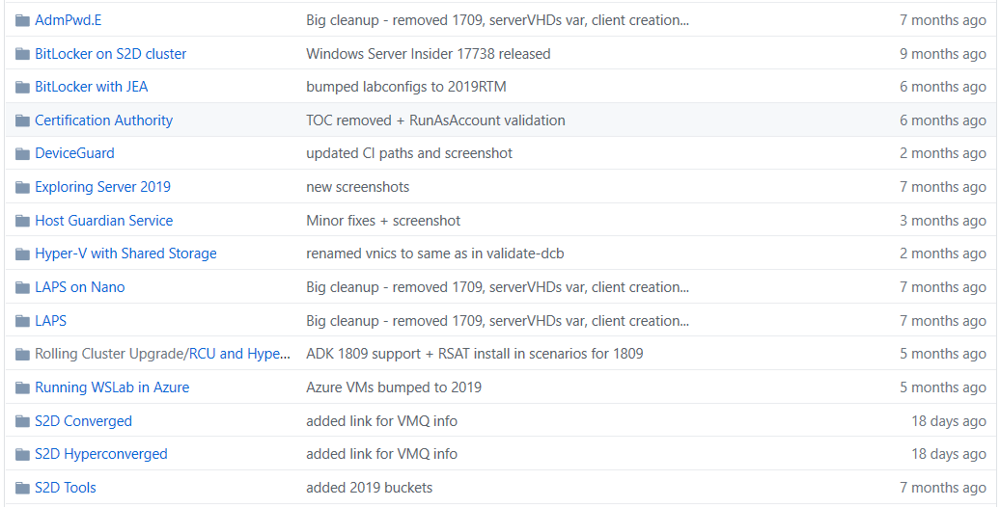 AdmPwd.E Big cleanup - removed 1709, serverVHDs var, client creation... 7 months ago
BitLocker on S2D cluster Windows Server Insider 17738 released 9 months ago
BitLocker with JEA bumped labconfigs to 2019RTM 6 months ago
Certification Authority TOC removed + RunAsAccount validation 6 months ago
DeviceGuard updated CI paths and screenshot 2 months ago
Exploring Server 2019 new screenshots 7 months ago
Host Guardian Service Minor fixes + screenshot 3 months ago
Hyper-V with Shared Storage renamed vnics to same as in validate-dcb 2 months ago
LAPS on Nano Big cleanup - removed 1709, serverVHDs var, client creation... 7 months ago
LAPS Big cleanup - removed 1709, serverVHDs var, client creation... 7 months ago
Rolling Cluster Upgrade/RCU and Hype... ADK 1809 support + RSAT install in scenarios for 1809 5 months ago
Running WSLab in Azure Azure VMs bumped to 2019 5 months ago
S2D Converged added link for VMQ info 18 days ago
S2D Hyperconverged added link for VMQ info 18 days ago
S2D Tools added 2019 buckets 7 months ago